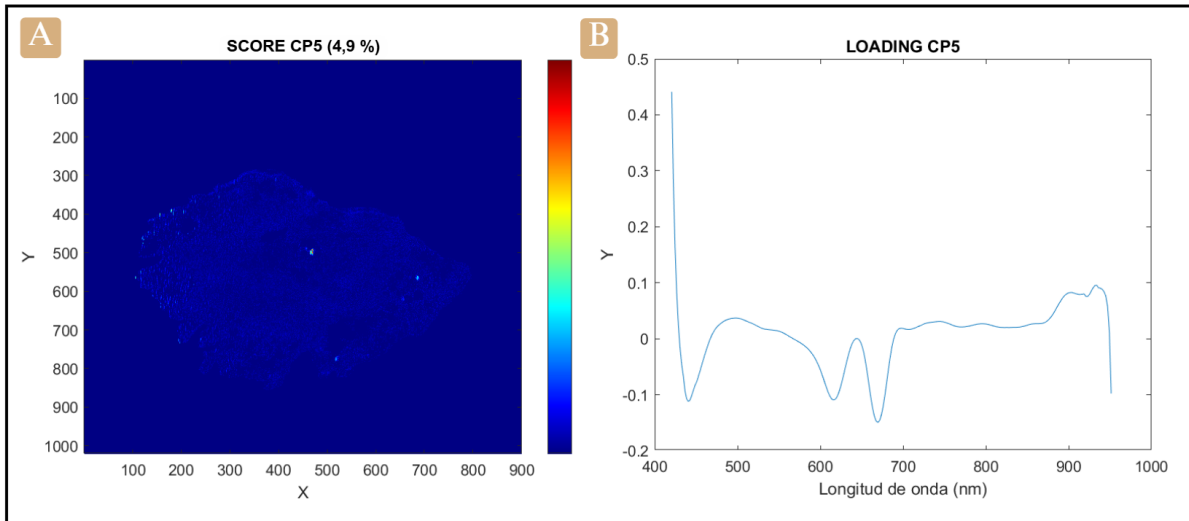 A
SCORE CP5 (4,9 %)
100
200
300
400
500
600
700
800
900
1000
Y
100 200 300 400 500 600 700 800 900
X
B
LOADING CP5
0.5
0.4
0.3
0.2
0.1
0
-0.1
-0.2
Y
400 500 600 700 800 900 1000
Longitud de onda (nm)